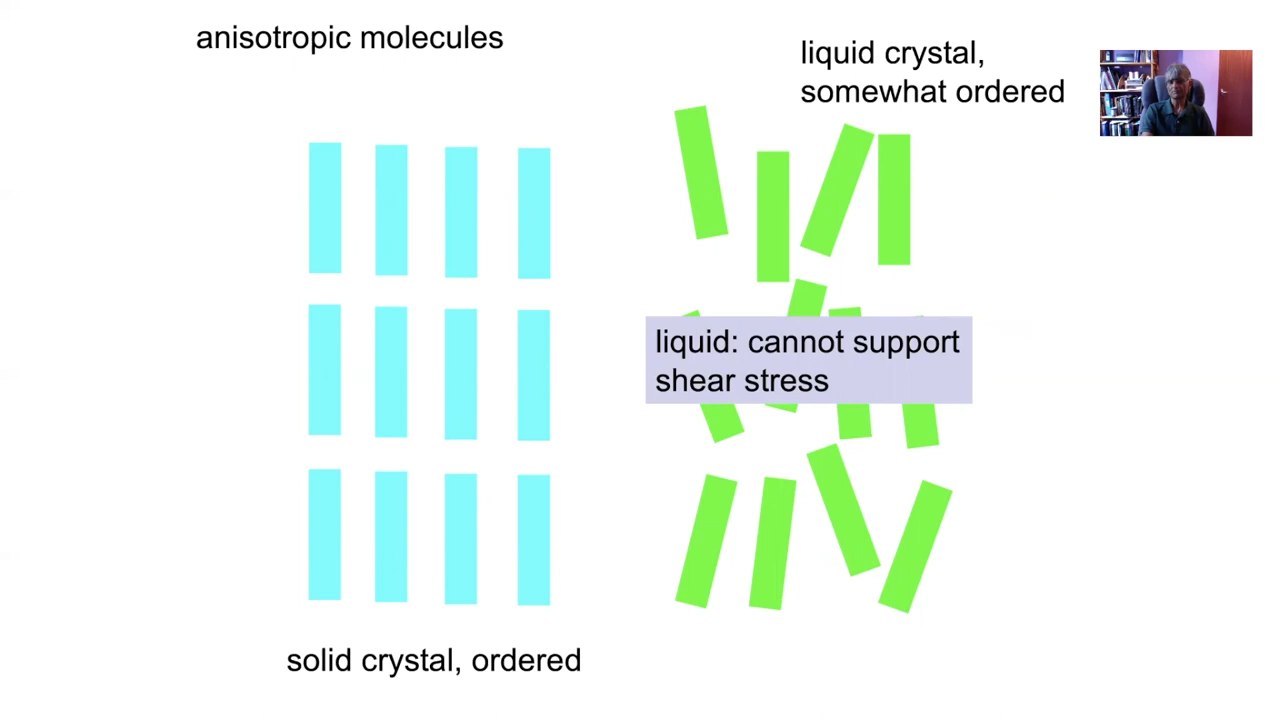 anisotropic molecules
liquid crystal,
somewhat ordered
liquid: cannot support
shear stress
solid crystal, ordered